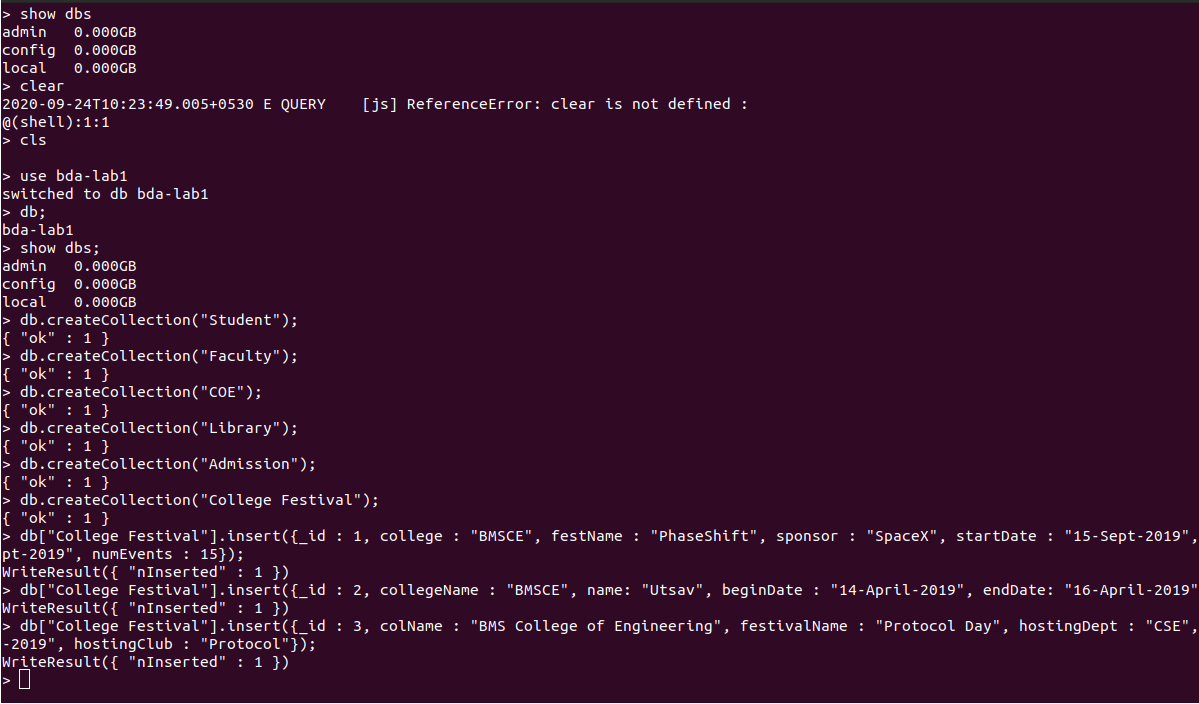 > show dbs
admin   0.000GB
config  0.000GB
local   0.000GB
> clear
2020-09-24T10:23:49.005+0530 E QUERY    [js] ReferenceError: clear is not defined :
@(shell):1:1
> cls
> use bda-lab1
switched to db bda-lab1
> db;
bda-lab1
> show dbs;
admin   0.000GB
config  0.000GB
local   0.000GB
> db.createCollection("Student");
{ "ok" : 1 }
> db.createCollection("Faculty");
{ "ok" : 1 }
> db.createCollection("COE");
{ "ok" : 1 }
> db.createCollection("Library");
{ "ok" : 1 }
> db.createCollection("Admission");
{ "ok" : 1 }
> db.createCollection("College Festival");
{ "ok" : 1 }
> db["College Festival"].insert({_id : 1, college : "BMSCE", festName : "PhaseShift", sponsor : "SpaceX", startDate : "15-Sept-2019",
pt-2019", numEvents : 15});
WriteResult({ "nInserted" : 1 })
> db["College Festival"].insert({_id : 2, collegeName : "BMSCE", name: "Utsav", beginDate : "14-April-2019", endDate: "16-April-2019"
WriteResult({ "nInserted" : 1 })
> db["College Festival"].insert({_id : 3, colName : "BMS College of Engineering", festivalName : "Protocol Day", hostingDept : "CSE",
-2019", hostingClub : "Protocol"});
WriteResult({ "nInserted" : 1 })
>